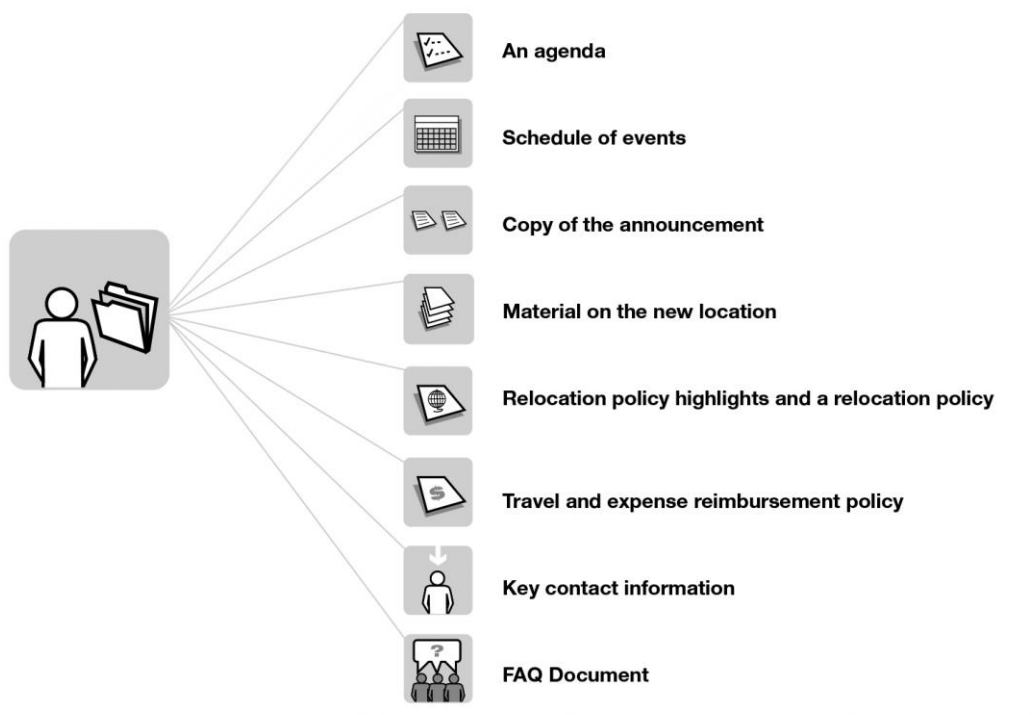 An agenda
Schedule of events
Copy of the announcement
Material on the new location
Relocation policy highlights and a relocation policy
$
Travel and expense reimbursement policy
Key contact information
?
FAQ Document